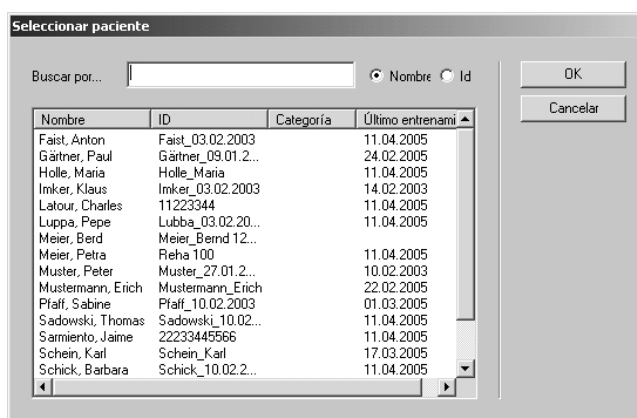 Seleccionar paciente
Buscar por... Nombre Id OK
Cancelar
Nombre ID Categoría Último entrenami
Faist, Anton Faist_03.02.2003 11.04.2005
Gärtner, Paul Gärtner_09.01.2... 24.02.2005
Holle, Maria Holle_Maria 11.04.2005
Imker, Klaus Imker_03.02.2003 14.02.2003
Latour, Charles 11223344 11.04.2005
Luppa, Pepe Lubba_03.02.20... 11.04.2005
Meier, Berd Meier_Bernd 12...
Meier, Petra Reha 100 11.04.2005
Muster, Peter Muster_27.01.2... 10.02.2003
Mustermann, Erich Mustermann_Erich 22.02.2005
Pfaff, Sabine Pfaff_10.02.2003 01.03.2005
Sadowski, Thomas Sadowski_10.02... 11.04.2005
Sarmiento, Jaime 22233445566 11.04.2005
Schein, Karl Schein_Karl 17.03.2005
Schick, Barbara Schick_10.02.2... 11.04.2005